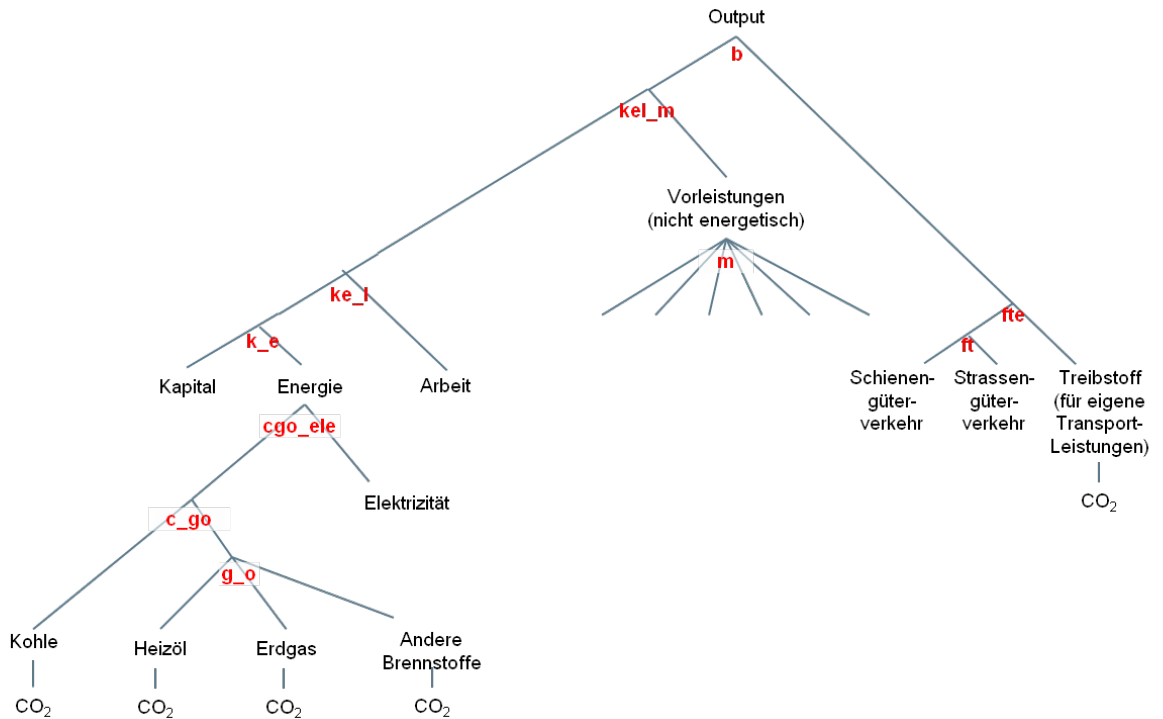 Output
b
kel_m
Vorleistungen
(nicht energetisch)
m
ke_l
k_e
fte
ft
Kapital
Energie
Arbeit
Schienen-
güter-
verkehr
Strassen-
güter-
verkehr
Treibstoff
(für eigene
Transport-
Leistungen)
CO₂
cgo_ele
Elektrizität
c_go
g_o
Kohle
Heizöl
Erdgas
Andere
Brennstoffe
CO₂
CO₂
CO₂
CO₂